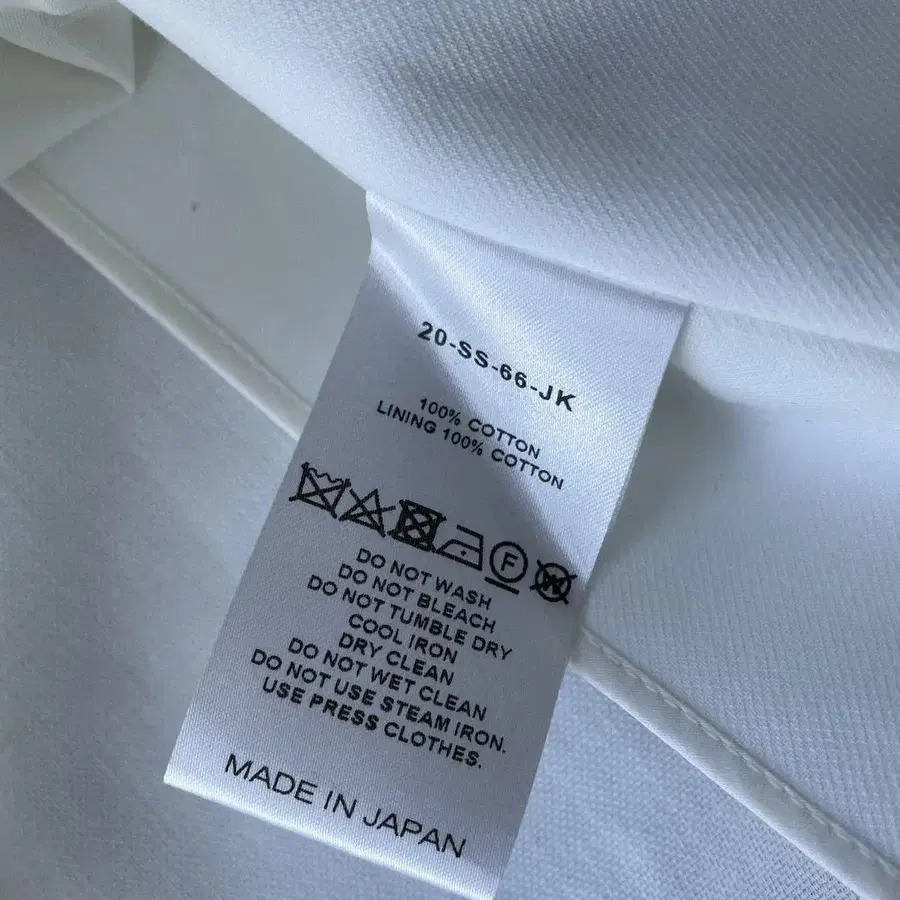 20-SS-66-JK
100% COTTON
LINING 100% COTTON
F
W
DO NOT WASH
DO NOT BLEACH
DO NOT TUMBLE DRY
COOL IRON
DRY CLEAN
DO NOT WET CLEAN
DO NOT USE STEAM IRON.
USE PRESS CLOTHES.
MADE IN JAPAN